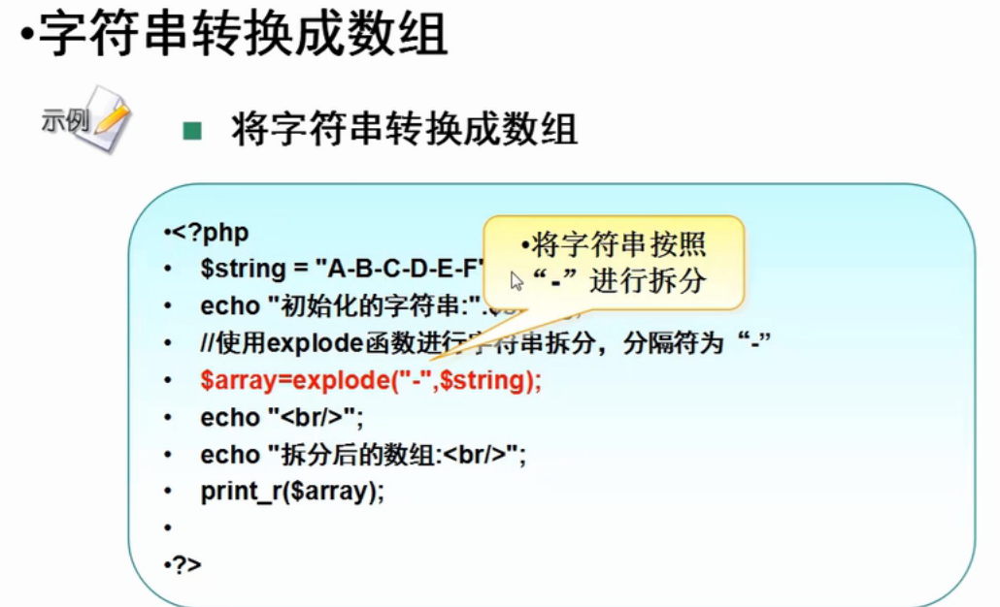 •字符串转换成数组
示例
■ 将字符串转换成数组
•<?php
• $string = "A-B-C-D-E-F"
•将字符串按照
“-”进行拆分
• echo "初始化的字符串:".
• //使用explode函数进行字符串拆分，分隔符为“-”
• $array=explode("-",$string);
• echo "<br/>";
• echo "拆分后的数组:<br/>";
• print_r($array);
•
•?>